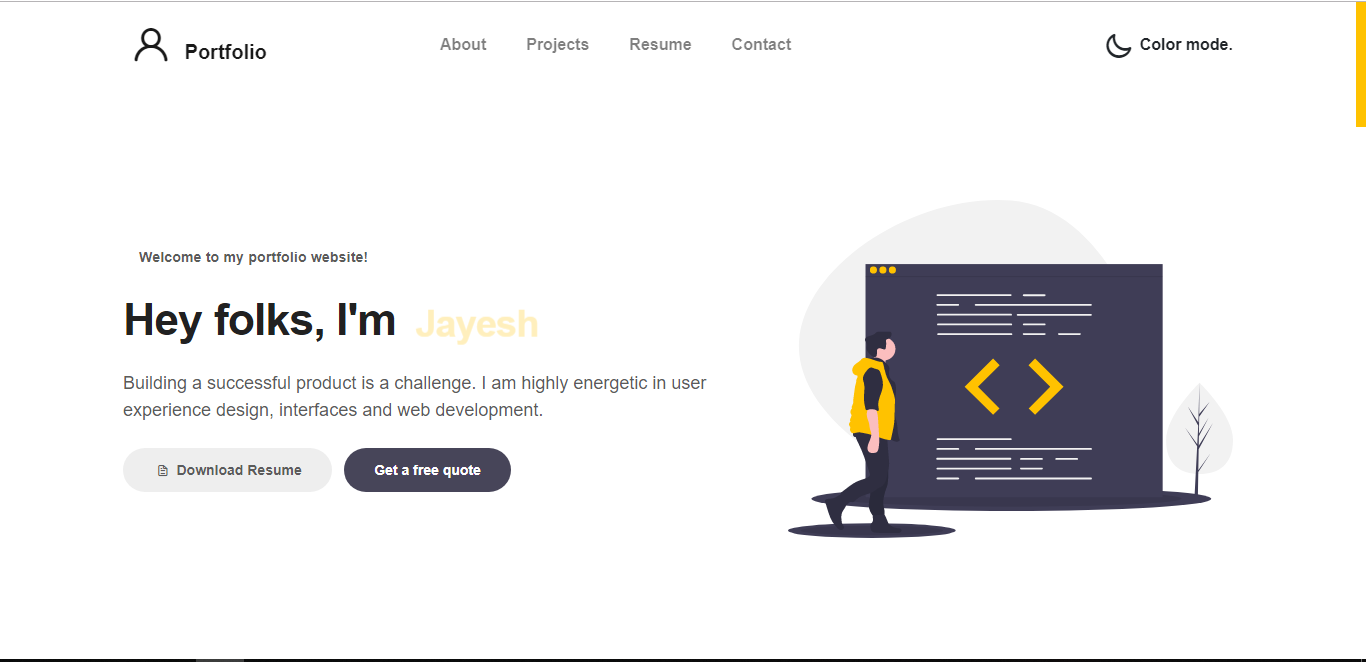 Portfolio
About
Projects
Resume
Contact
Color mode.
Welcome to my portfolio website!
Hey folks, I'm Jayesh
Building a successful product is a challenge. I am highly energetic in user
experience design, interfaces and web development.
Download Resume
Get a free quote